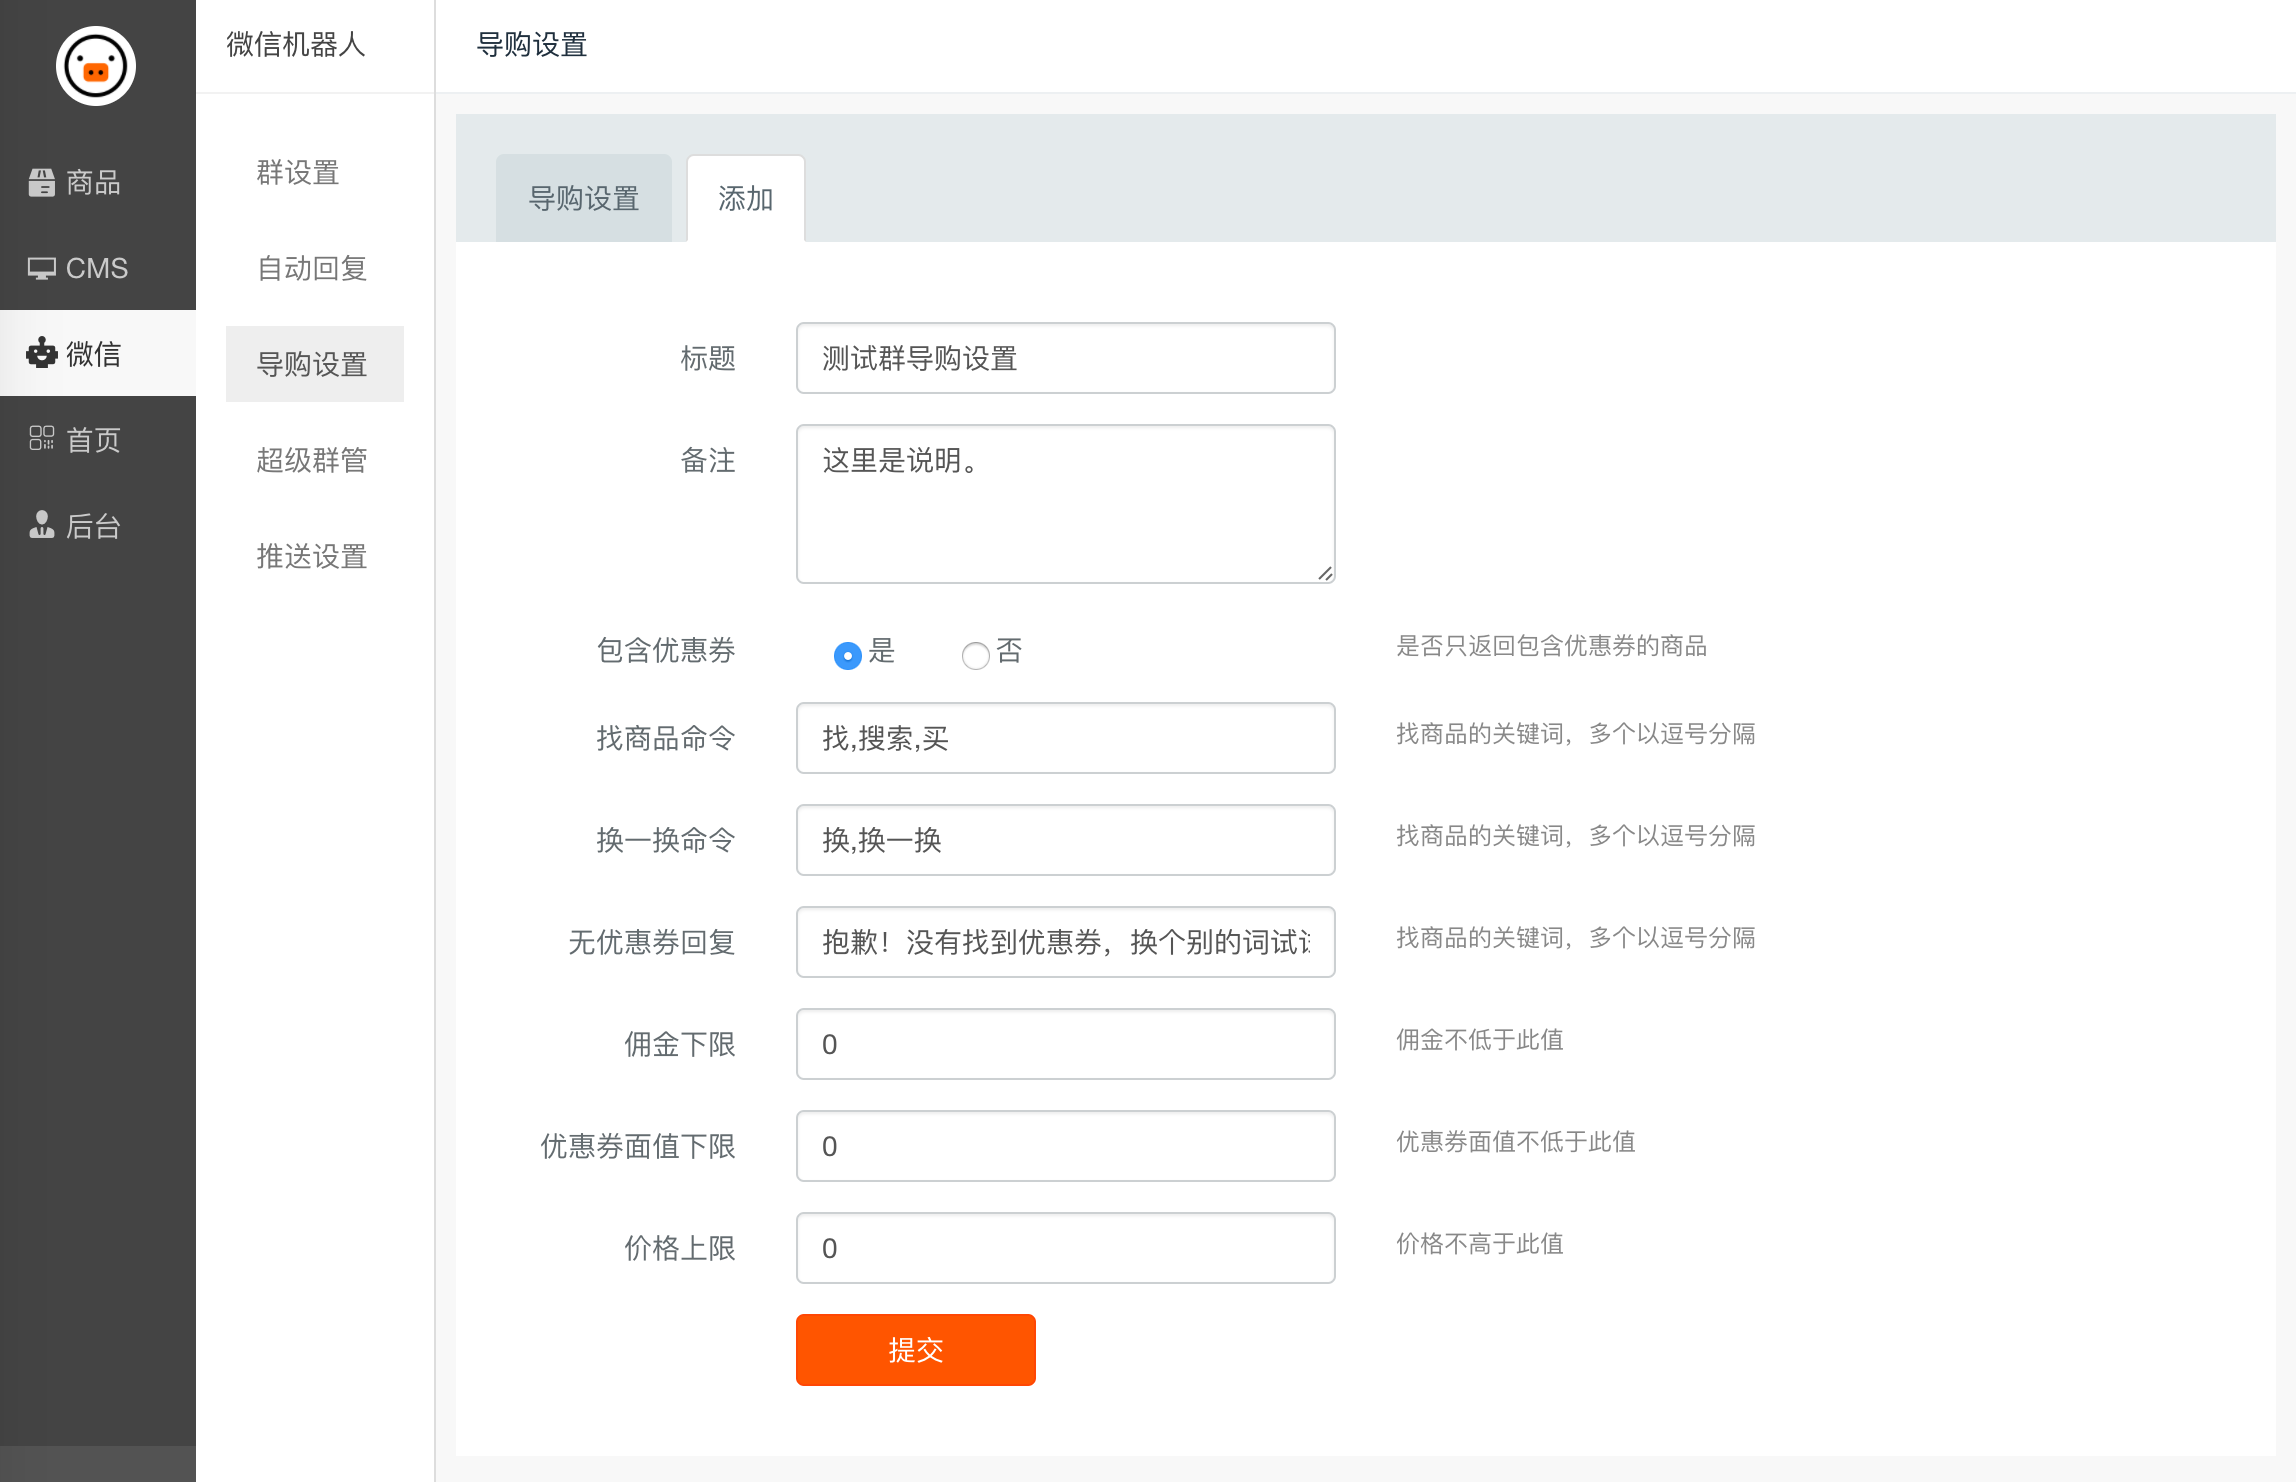 微信机器人
导购设置
商品
CMS
微信
首页
后台
群设置
自动回复
导购设置
超级群管
推送设置
导购设置
添加
标题
测试群导购设置
备注
这里是说明。
包含优惠券
是
否
是否只返回包含优惠券的商品
找商品命令
找,搜索,买
找商品的关键词，多个以逗号分隔
换一换命令
换,换一换
找商品的关键词，多个以逗号分隔
无优惠券回复
抱歉！没有找到优惠券，换个别的词试
找商品的关键词，多个以逗号分隔
佣金下限
0
佣金不低于此值
优惠券面值下限
0
优惠券面值不低于此值
价格上限
0
价格不高于此值
提交